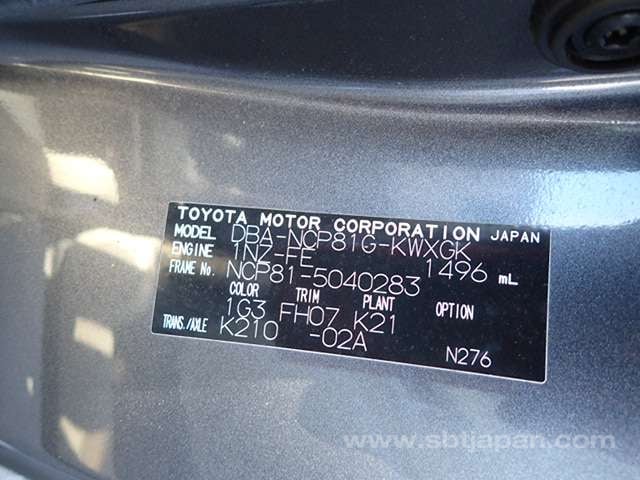 TOYOTA MOTOR CORPORATION JAPAN
MODEL DBA-NCP81G-KWXGK
ENGINE 1NZ-FE 1496 mL
FRAME No. NCP81-5040283
COLOR TRIM PLANT OPTION
1G3 FH07 K21
TRANS./AXLE K210 -02A
N276
www.sbtjapan.com